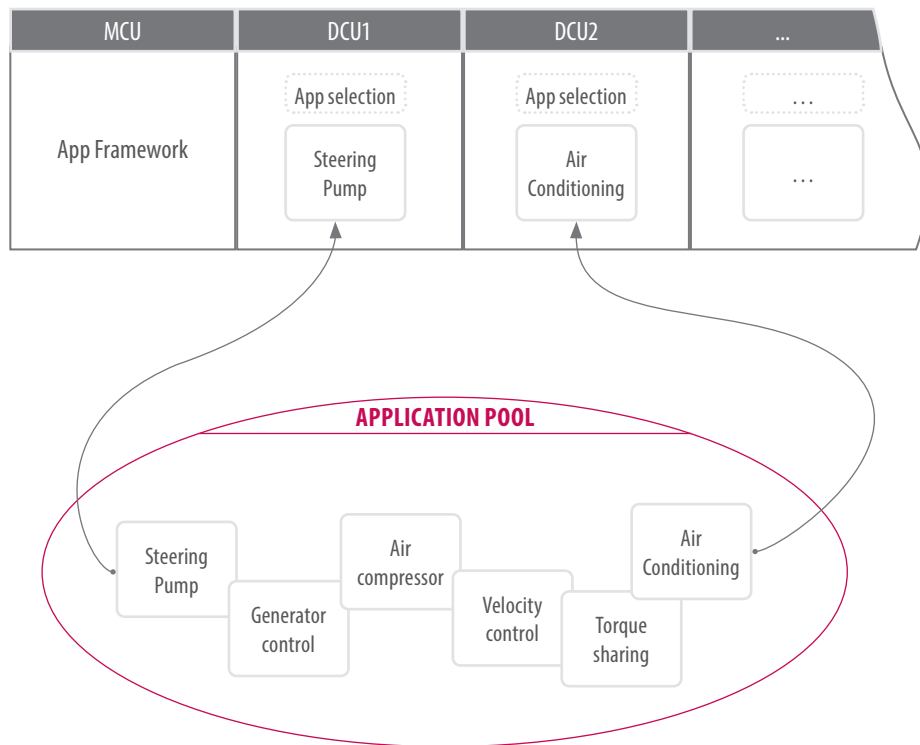 MCU
DCU1
DCU2
...
App selection
App selection
...
App Framework
Steering
Pump
Air
Conditioning
...
APPLICATION POOL
Steering
Pump
Generator
control
Air
compressor
Velocity
control
Torque
sharing
Air
Conditioning